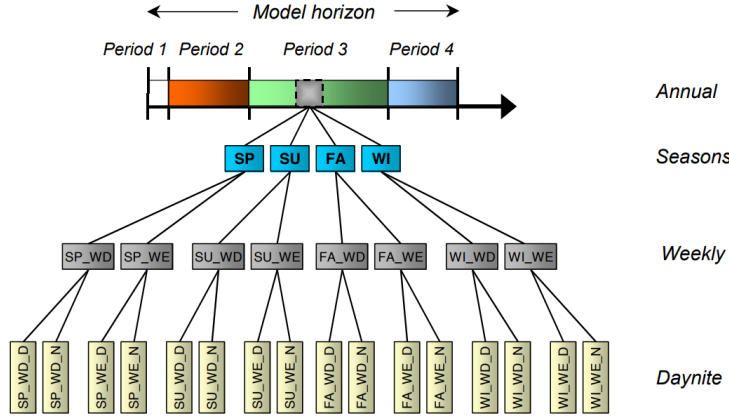 Model horizon
Period 1 Period 2 Period 3 Period 4
Annual
SP SU FA WI Seasons
SP_WD SP_WE SU_WD SU_WE FA_WD FA_WE WI_WD WI_WE Weekly
SP_WD_D SP_WD_N SP_WE_D SP_WE_N SU_WD_D SU_WD_N SU_WE_D SU_WE_N FA_WD_D FA_WD_N FA_WE_D FA_WE_N WI_WD_D WI_WD_N WI_WE_D WI_WE_N Daynite